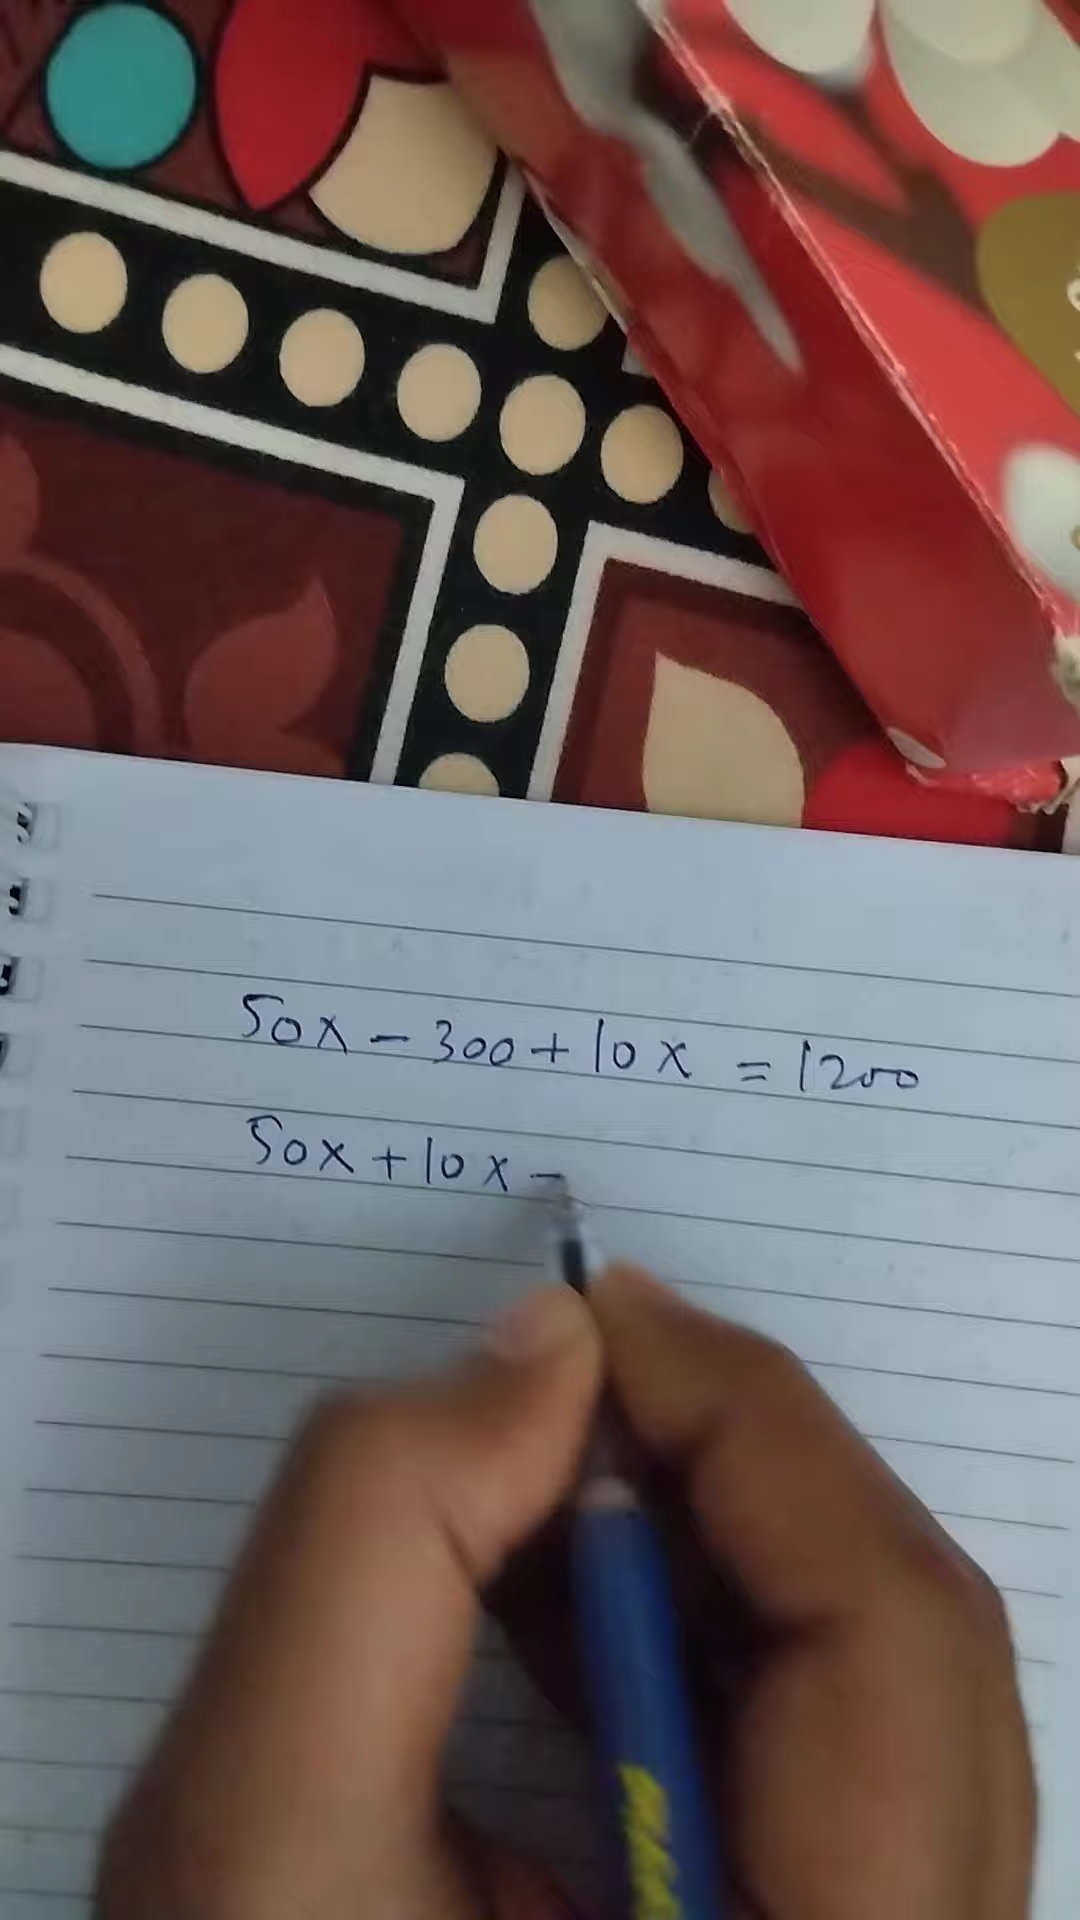 50x - 300 + 10x = 1200
50x + 10x -